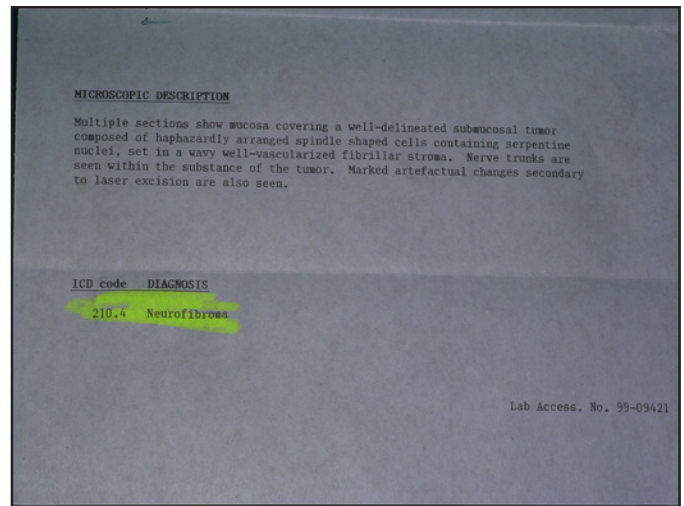 MICROSCOPIC DESCRIPTION
Multiple sections show mucosa covering a well-delineated submucosal tumor
composed of haphazardly arranged spindle shaped cells containing serpentine
nuclei, set in a wavy well-vascularized fibrillar stroma. Nerve trunks are
seen within the substance of the tumor. Marked artefactual changes secondary
to laser excision are also seen.
ICD code DIAGNOSIS
210.4 Neurofibroma
Lab Access. No. 99-09421